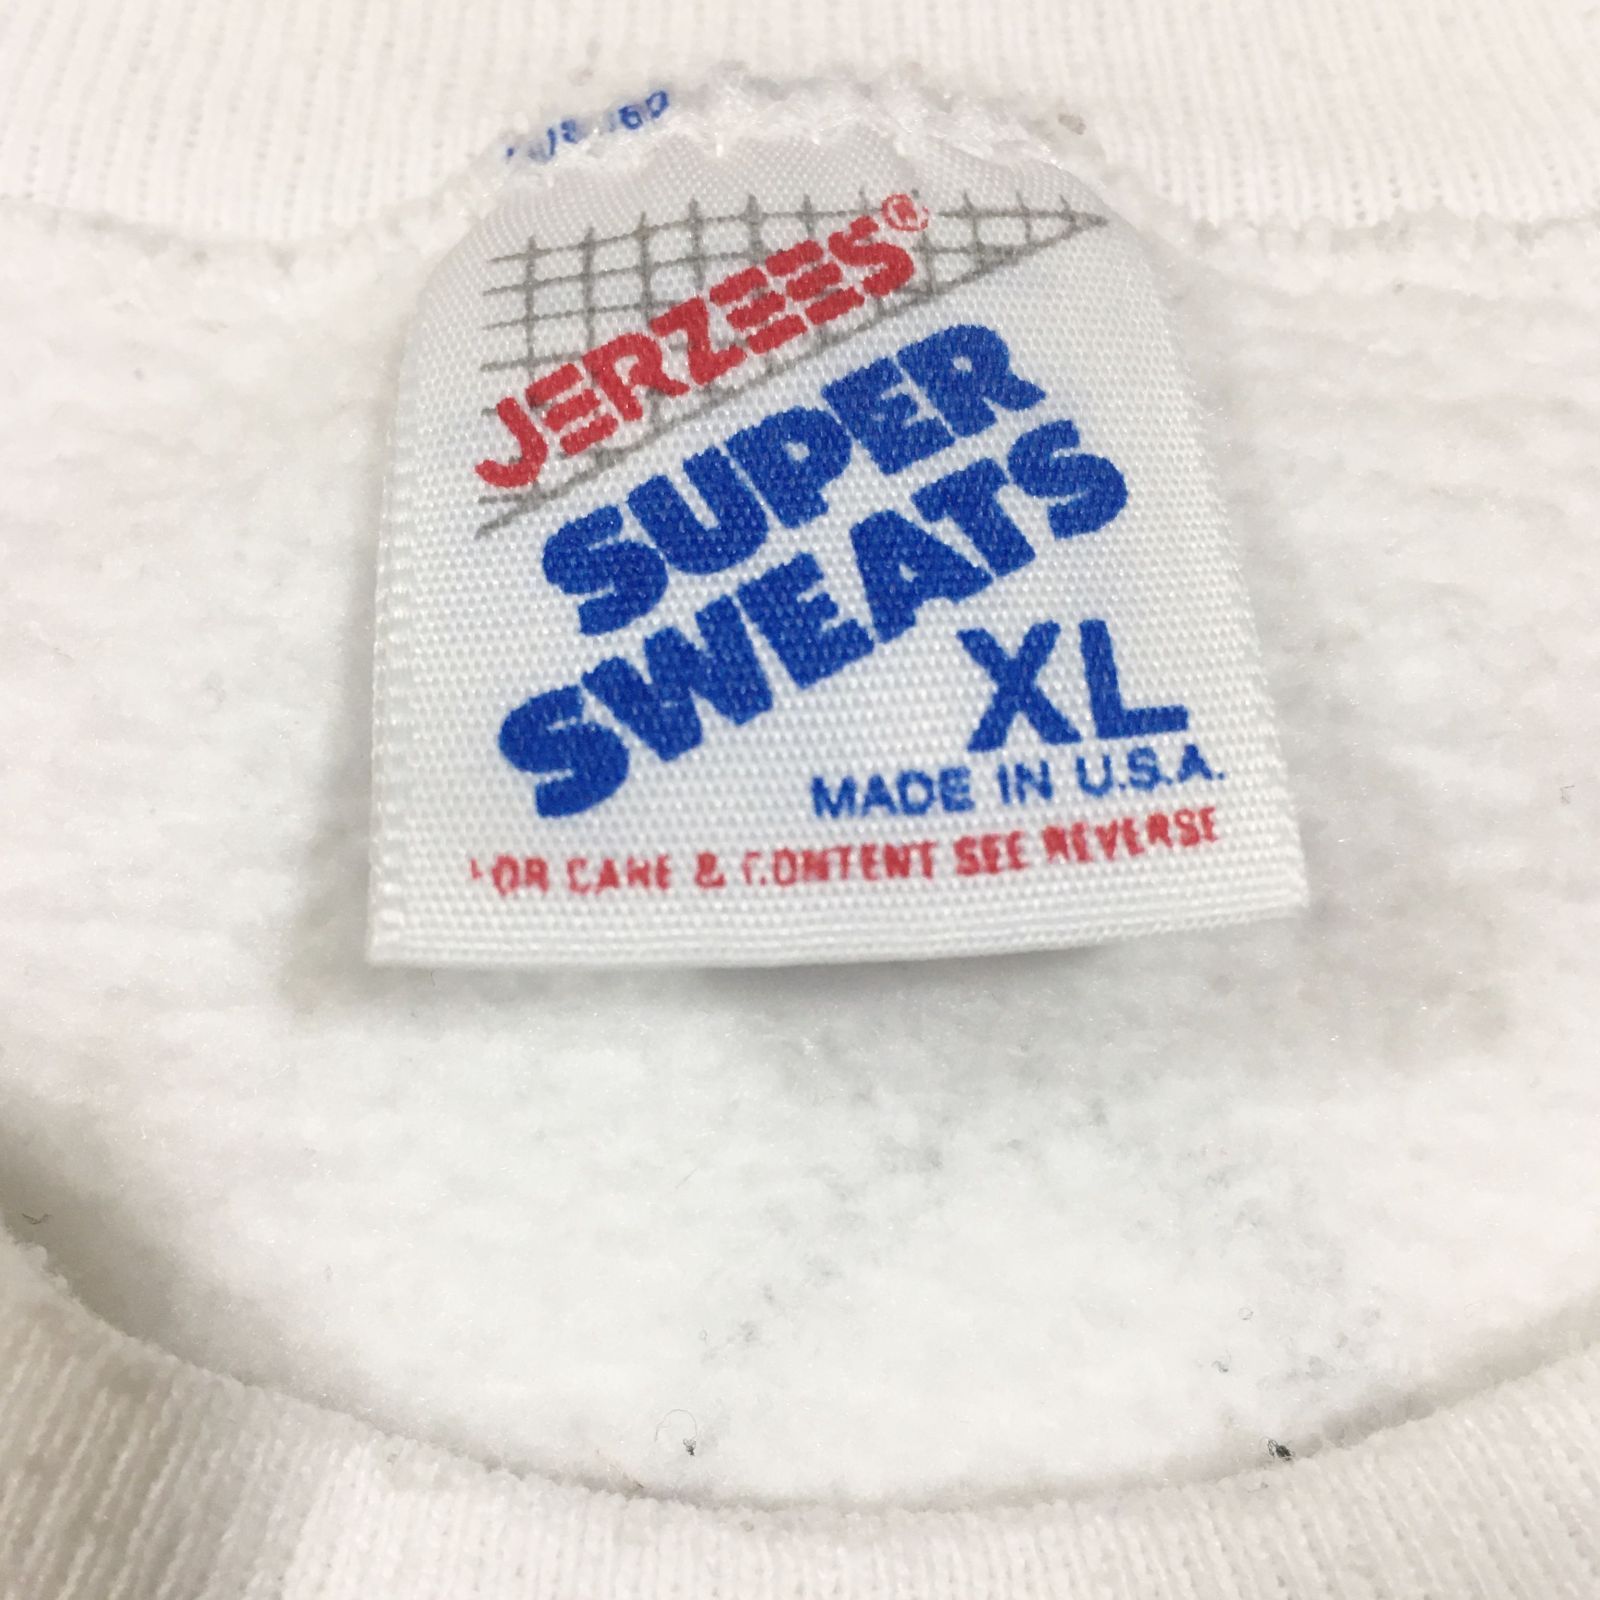 JERZEES®
SUPER
SWEATS
XL
MADE IN U.S.A.
FOR CARE & CONTENT SEE REVERSE